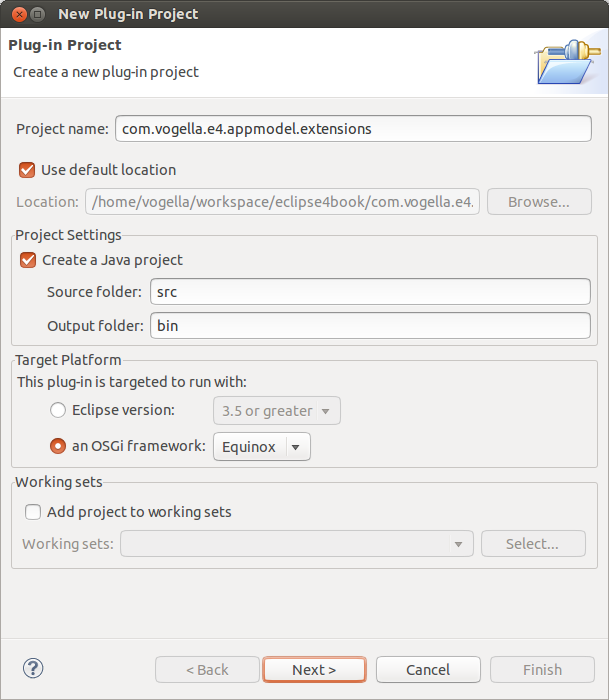 New Plug-in Project
Plug-in Project
Create a new plug-in project
Project name: com.vogella.e4.appmodel.extensions
Use default location
Location: /home/vogella/workspace/eclipse4book/com.vogella.e4. Browse...
Project Settings
Create a Java project
Source folder: src
Output folder: bin
Target Platform
This plug-in is targeted to run with:
Eclipse version: 3.5 or greater
an OSGi framework: Equinox
Working sets
Add project to working sets
Working sets: Select...
? < Back Next > Cancel Finish